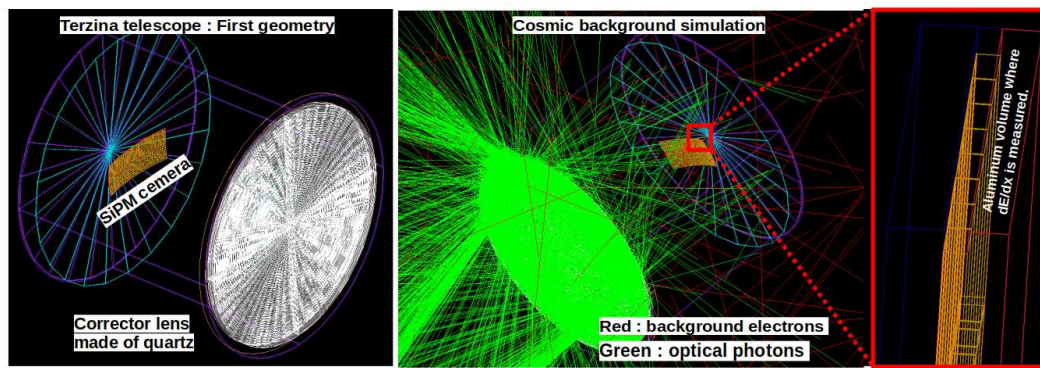 Terzina telescope : First geometry
SiPM cemera
Corrector lens
made of quartz
Cosmic background simulation
Red : background electrons
Green : optical photons
Aluminum volume where
dE/dx is measured.